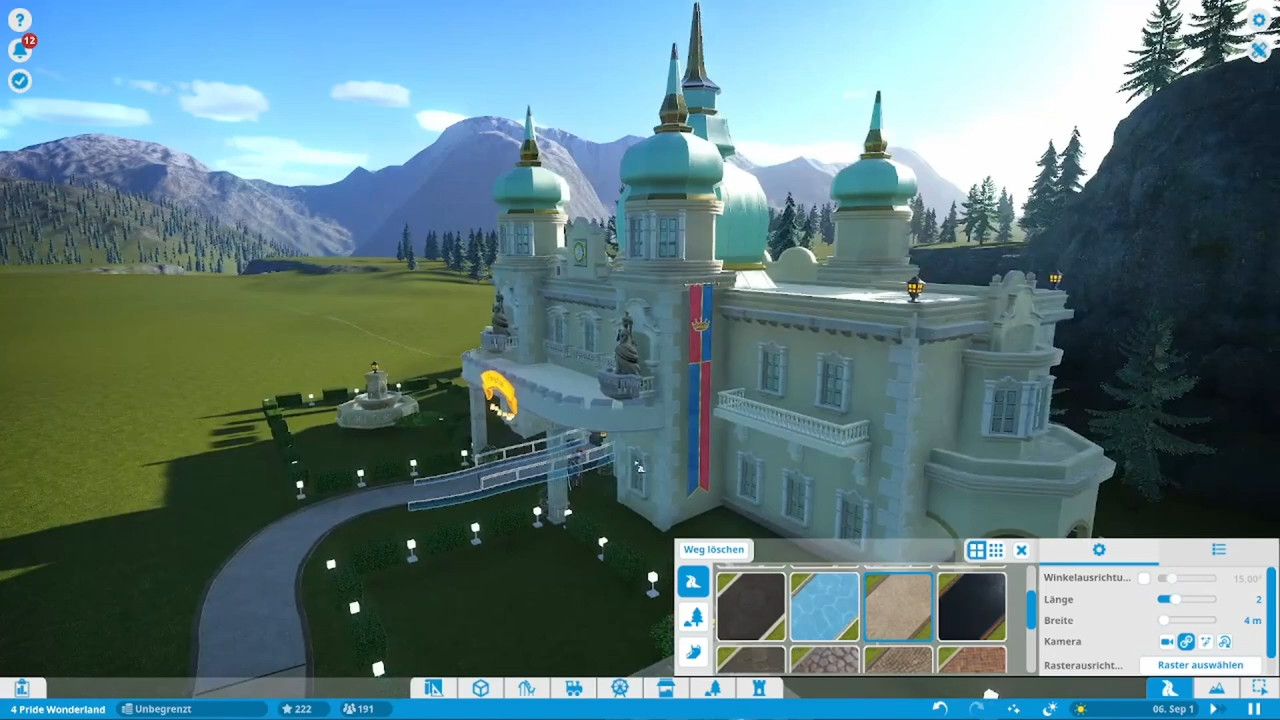 ?
12
Weg löschen
Winkelausrichtu...
15.00°
Länge
2
Breite
4 m
Kamera
Rasterausricht...
Raster auswählen
4 Pride Wonderland
Unbegrenzt
222
191
06. Sep 1